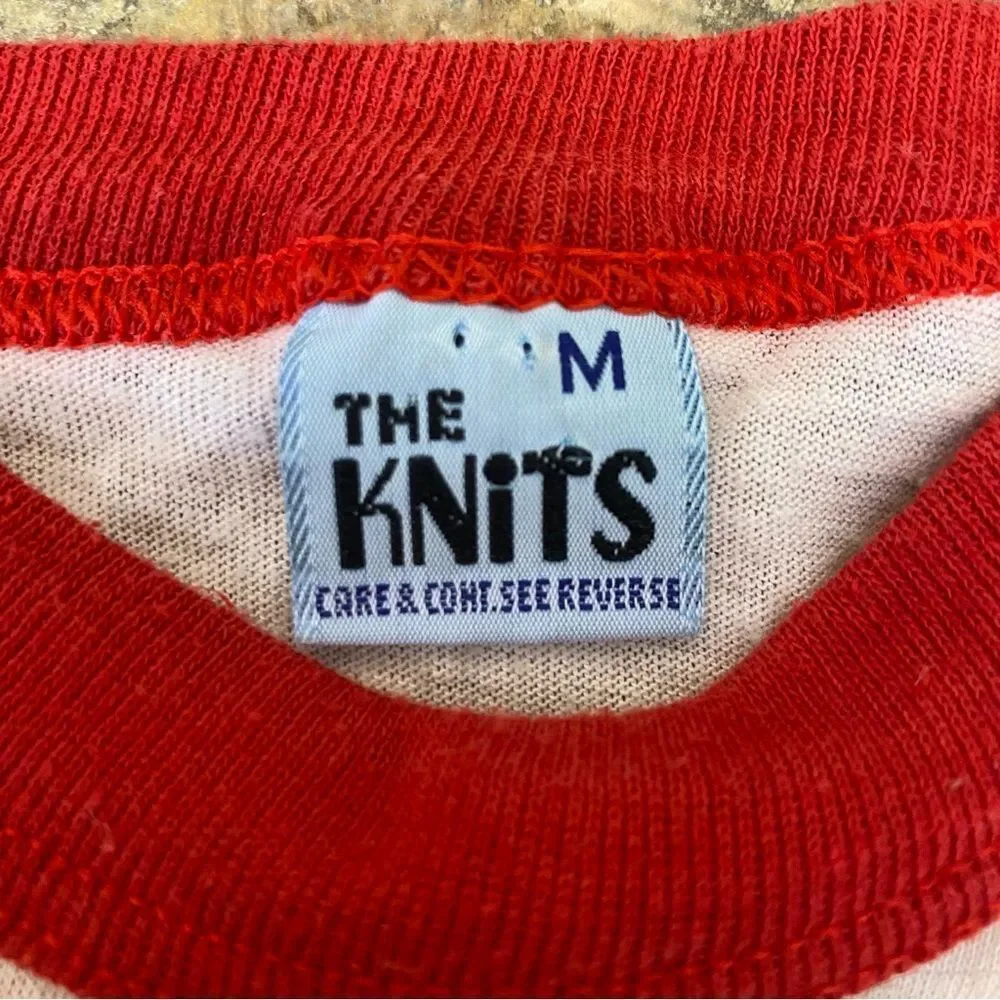 M
THE
KNiTS
CARE & CONT. SEE REVERSE